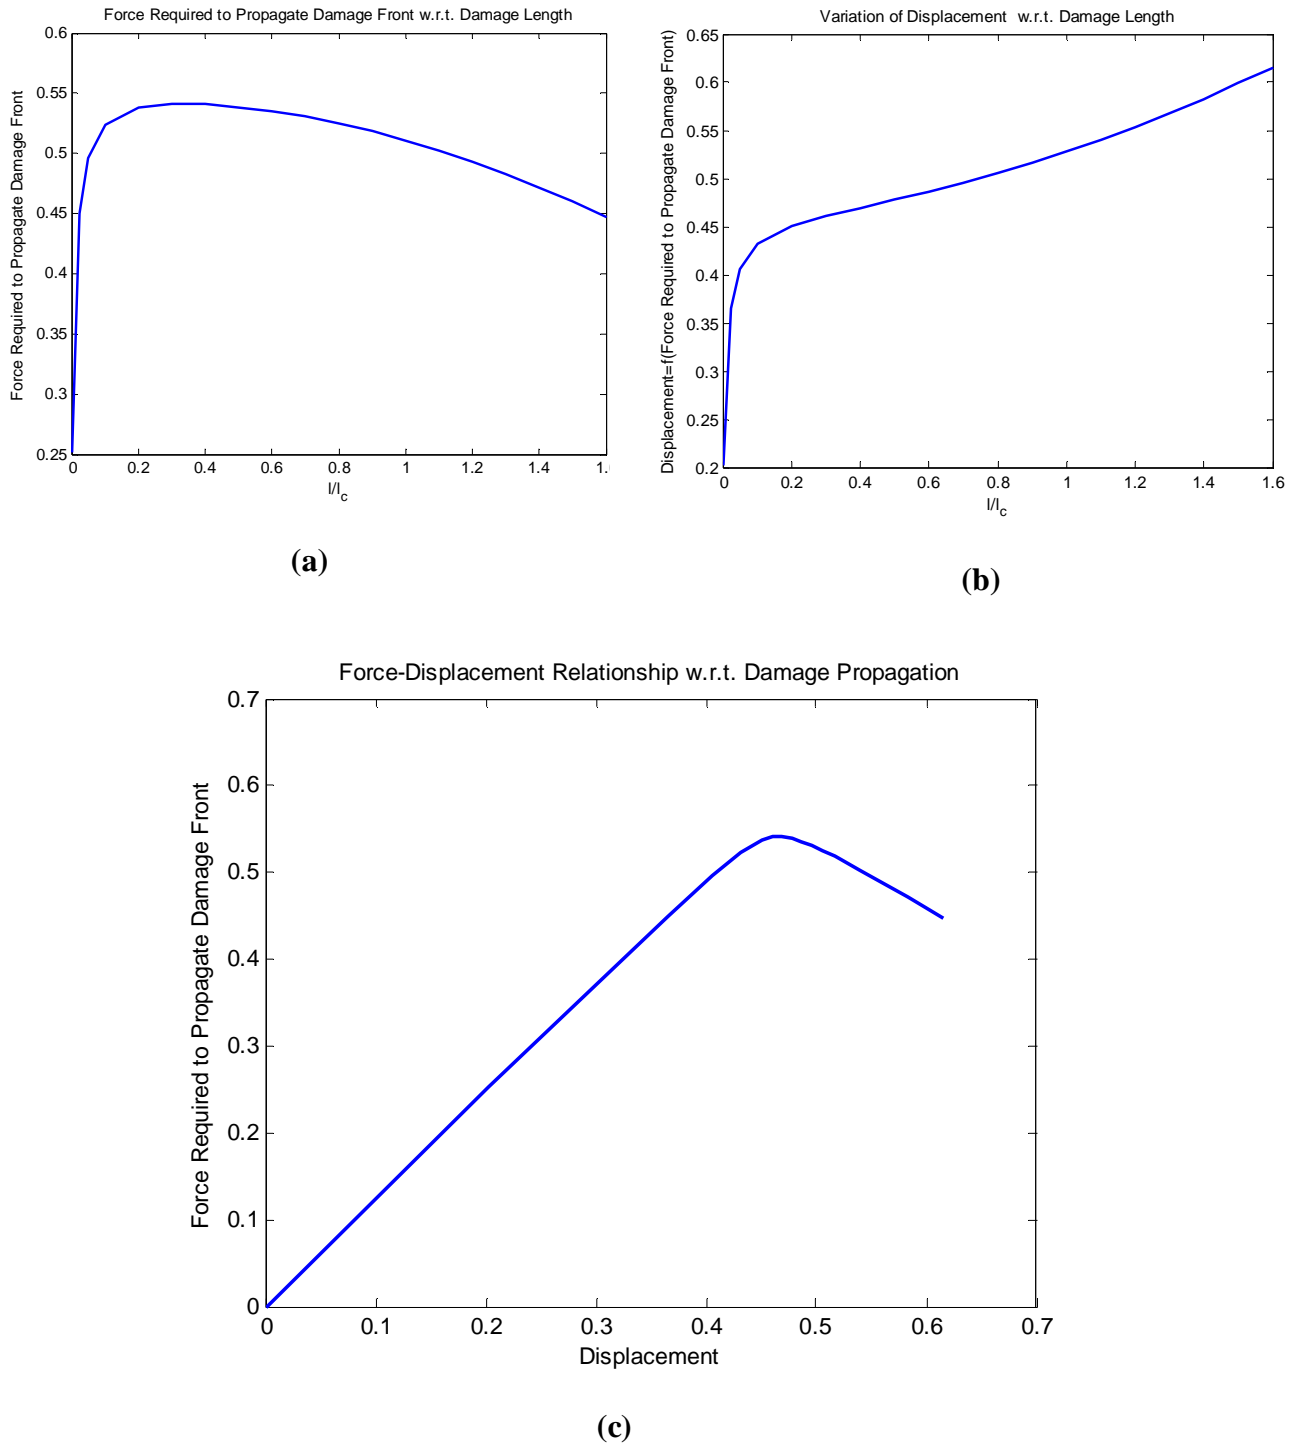 Force Required to Propagate Damage Front w.r.t. Damage Length
Force Required to Propagate Damage Front
0.6
0.55
0.5
0.45
0.4
0.35
0.3
0.25
0 0.2 0.4 0.6 0.8 1 1.2 1.4 1.
l/lc
(a)
Variation of Displacement w.r.t. Damage Length
Displacement=f(Force Required to Propagate Damage Front)
0.65
0.6
0.55
0.5
0.45
0.4
0.35
0.3
0.25
0.2
0 0.2 0.4 0.6 0.8 1 1.2 1.4 1.6
l/lc
(b)
Force-Displacement Relationship w.r.t. Damage Propagation
Force Required to Propagate Damage Front
0.7
0.6
0.5
0.4
0.3
0.2
0.1
0
0 0.1 0.2 0.3 0.4 0.5 0.6 0.7
Displacement
(c)